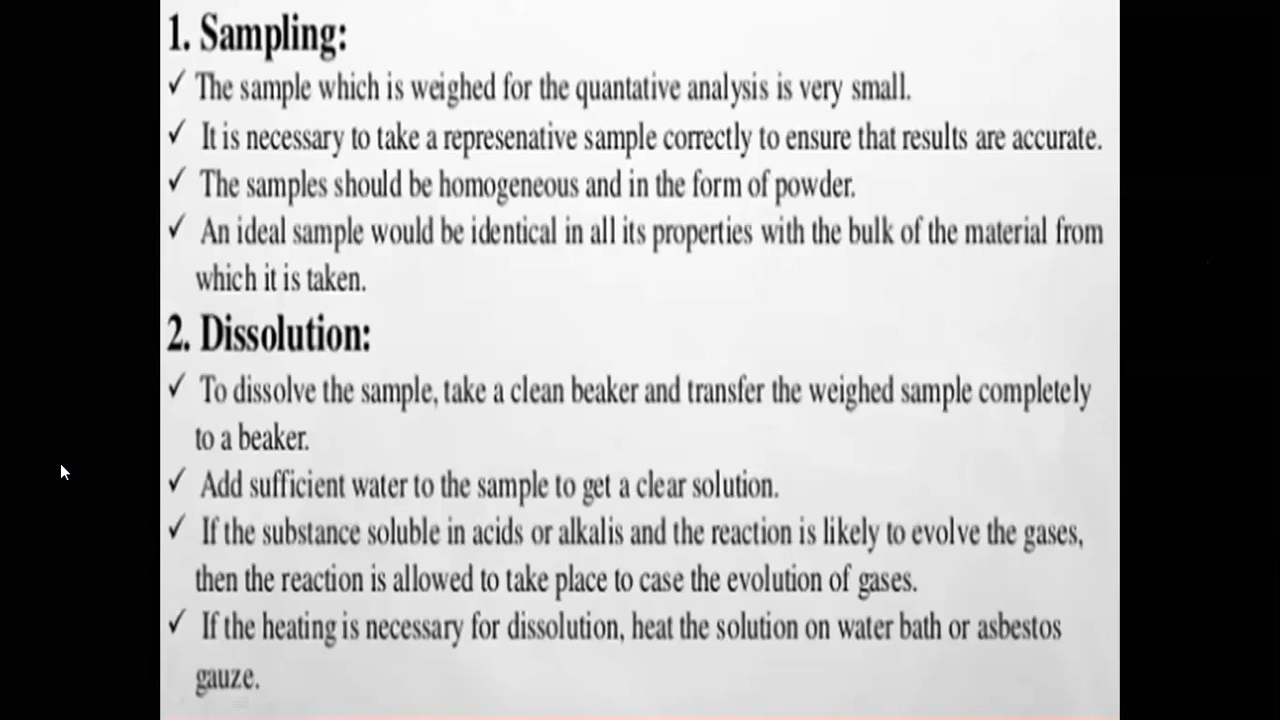 1. Sampling:
✓ The sample which is weighed for the quantative analysis is very small.
✓ It is necessary to take a represenative sample correctly to ensure that results are accurate.
✓ The samples should be homogeneous and in the form of powder.
✓ An ideal sample would be identical in all its properties with the bulk of the material from
which it is taken.
2. Dissolution:
✓ To dissolve the sample, take a clean beaker and transfer the weighed sample completely
to a beaker.
✓ Add sufficient water to the sample to get a clear solution.
✓ If the substance soluble in acids or alkalis and the reaction is likely to evolve the gases,
then the reaction is allowed to take place to case the evolution of gases.
✓ If the heating is necessary for dissolution, heat the solution on water bath or asbestos
gauze.